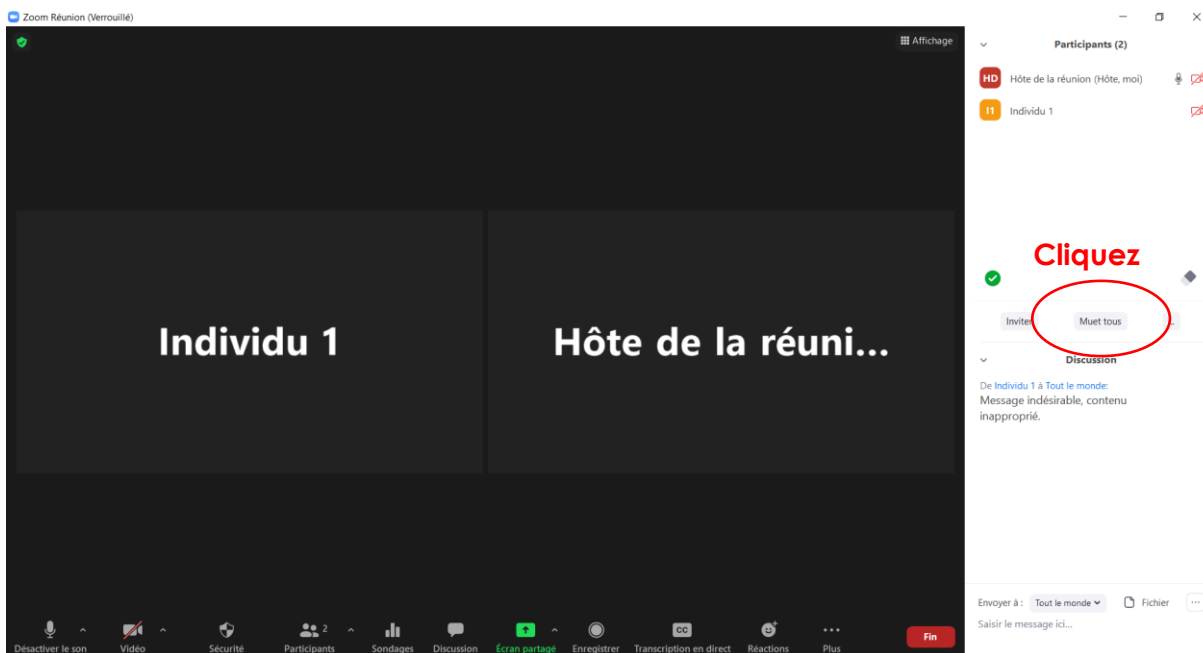 Zoom Réunion (Verrouillé)
Affichage
Individu 1
Hôte de la réuni...
Participants (2)
HD Hôte de la réunion (Hôte, moi)
I1 Individu 1
Cliquez
Inviter Muet tous
Discussion
De Individu 1 à Tout le monde:
Message indésirable, contenu
inapproprié.
Envoyer à : Tout le monde Fichier ...
Saisir le message ici...
2
CC
Désactiver le son Vidéo Sécurité Participants Sondages Discussion Écran partagé Enregistrer Transcription en direct Réactions Plus Fin